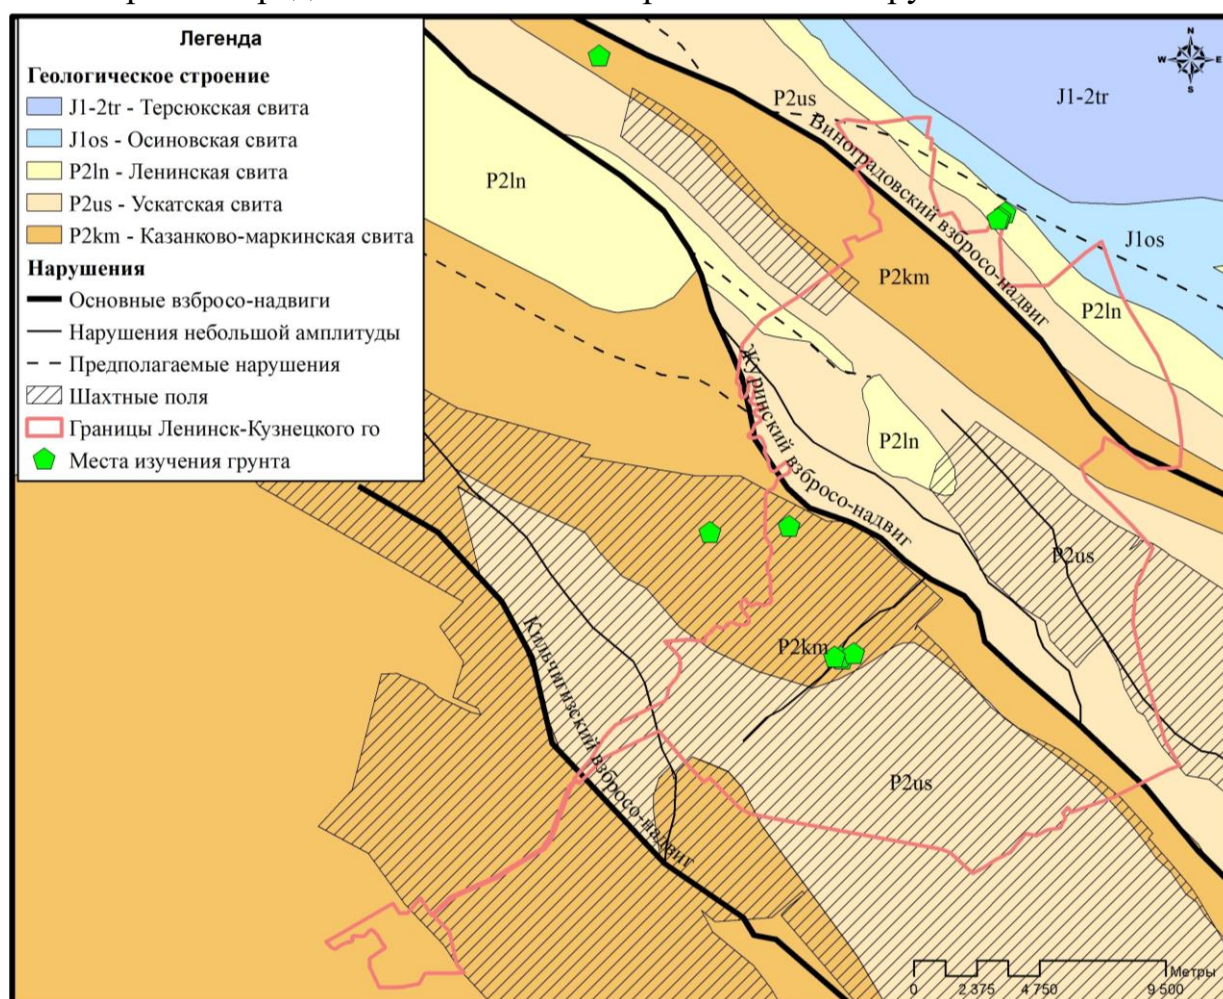 Легенда
Геологическое строение
J1-2tr - Терсюкская свита
J1os - Осиновская свита
P2ln - Ленинская свита
P2us - Ускатская свита
P2km - Казанково-маркинская свита
Нарушения
Основные взбросо-надвиги
Нарушения небольшой амплитуды
Предполагаемые нарушения
Шахтные поля
Границы Ленинск-Кузнецкого го
Места изучения грунта
N
W E
S
P2us
J1-2tr
Виноградовский взбросо-надвиг
P2ln
J1os
P2km
P2ln
Журинский взбросо-надвиг
P2ln
P2us
Кильчигизский взбросо-надвиг
P2km
P2us
Метры
0 2 375 4 750 9 500